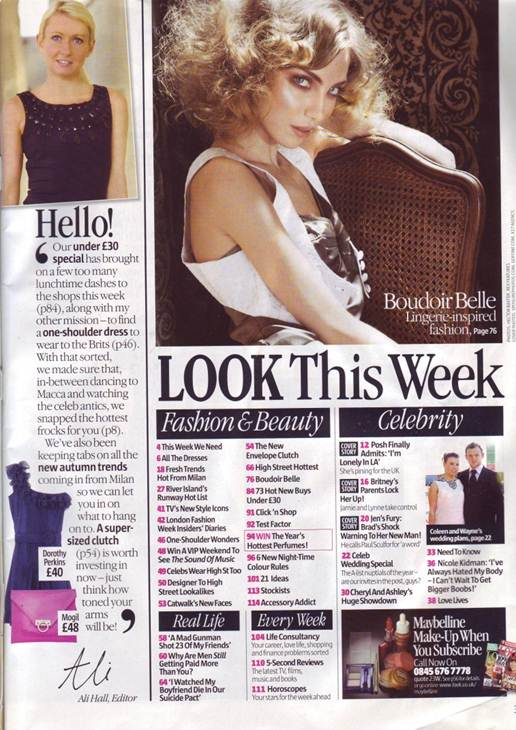 Hello!
‘ Our under £30
special has brought
on a few too many
lunchtime dashes to
the shops this week
(p84), along with my
other mission – to find
a one-shoulder dress to
wear to the Brits (p46).
With that sorted,
we made sure that,
in-between dancing to
Macca and watching
the celeb antics, we
snapped the hottest
frocks for you (p8).
We've also been
keeping tabs on all the
new autumn trends
coming in from Milan
so we can let
you in on
what to hang
on to. A super-
sized clutch
(p54) is worth
investing in
now – just
think how
toned your
arms
will be! ’
Dorothy
Perkins
£40
Mogil
£48
Ali
Ali Hall, Editor
Boudoir Belle
Lingerie-inspired
fashion, Page 76
LOOK This Week
Fashion & Beauty
4 This Week We Need
6 All The Dresses
18 Fresh Trends
Hot From Milan
27 River Island's
Runway Hot List
41 TV's New Style Icons
42 London Fashion
Week Insiders' Diaries
46 One-Shoulder Wonders
48 Win A VIP Weekend To
See The Sound Of Music
49 Celebs Wear High St Too
50 Designer To High
Street Lookalikes
53 Catwalk's New Faces
54 The New
Envelope Clutch
66 High Street Hottest
76 Boudoir Belle
84 73 Hot New Buys
Under £30
91 Click 'n Shop
92 Test Factor
94 WIN The Year's
Hottest Perfumes!
96 6 New Night-Time
Colour Rules
101 21 Ideas
113 Stockists
114 Accessory Addict
Real Life
58 'A Mad Gunman
Shot 23 Of My Friends'
60 Why Are Men Still
Getting Paid More
Than You?
64 'I Watched My
Boyfriend Die In Our
Suicide Pact'
Every Week
104 Life Consultancy
Your career, love life, shopping
and finance problems sorted
110 5-Second Reviews
The latest TV, films,
music and books
111 Horoscopes
Your stars for the week ahead
Celebrity
COVER STORY 12 Posh Finally
Admits: 'I'm
Lonely In LA'
She's pining for the UK
COVER STORY 16 Britney's
Parents Lock
Her Up!
Jamie and Lynne take control
COVER STORY 20 Jen's Fury:
Brad's Shock
Warning To Her New Man!
He calls Paul Sculfor 'a word'
22 Celeb
Wedding Special
The A-list nuptials of the year –
are our invites in the post, guys?
30 Cheryl And Ashley's
Huge Showdown
Coleen and Wayne's
wedding plans, page 22
33 Need To Know
36 Nicole Kidman: 'I've
Always Hated My Body
– I Can't Wait To Get
Bigger Boobs!'
38 Love Lives
Maybelline
Make-Up When
You Subscribe
Call Now On
0845 676 7778